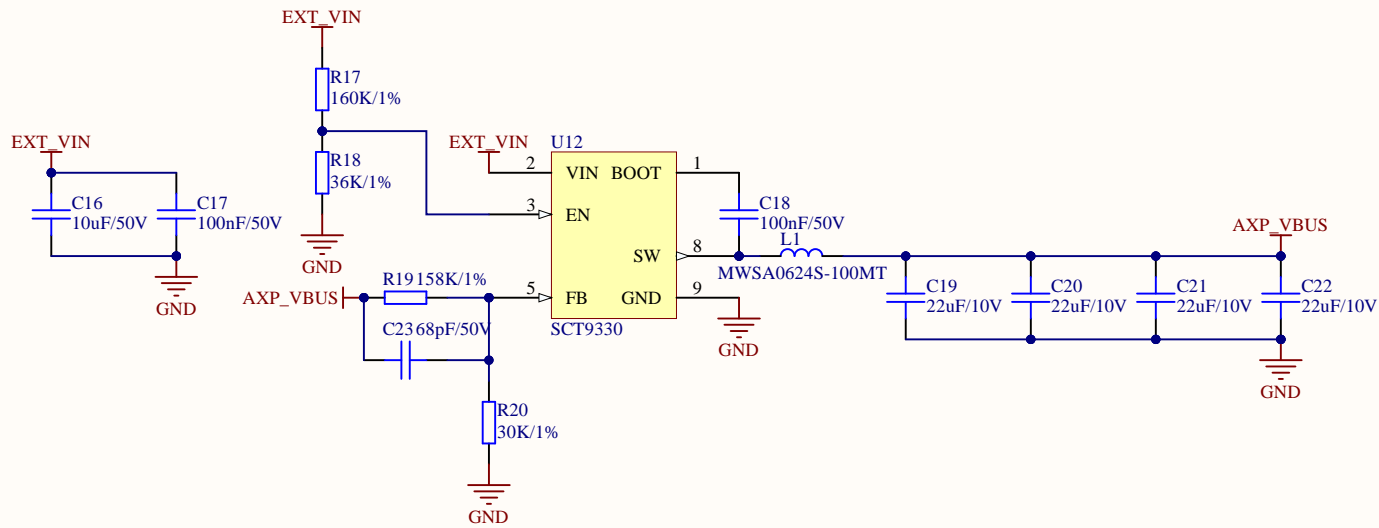 EXT_VIN
R17
160K/1%
R18
36K/1%
GND
EXT_VIN
C16
10uF/50V
C17
100nF/50V
GND
EXT_VIN
U12
2
VIN
BOOT
1
3
EN
SW
8
5
FB
GND
9
SCT9330
C18
100nF/50V
L1
MWSA0624S-100MT
GND
AXP_VBUS
R19
158K/1%
C23
68pF/50V
R20
30K/1%
GND
AXP_VBUS
C19
22uF/10V
C20
22uF/10V
C21
22uF/10V
C22
22uF/10V
GND